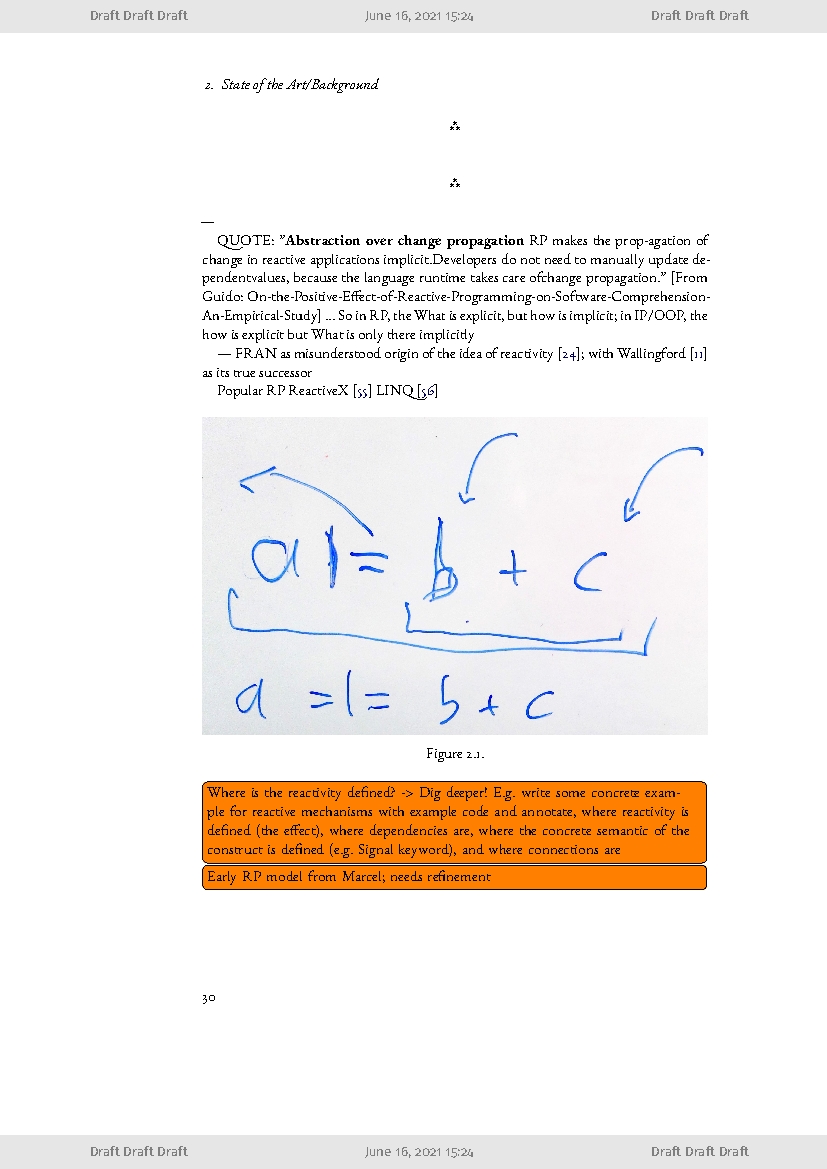 Draft Draft Draft June 16, 2021 15:24 Draft Draft Draft
2. State of the Art/Background
⁂
⁂
—
QUOTE: ”Abstraction over change propagation RP makes the prop-agation of
change in reactive applications implicit.Developers do not need to manually update de-
pendentvalues, because the language runtime takes care ofchange propagation.” [From
Guido: On-the-Positive-Effect-of-Reactive-Programming-on-Software-Comprehension-
An-Empirical-Study] ... So in RP, the What is explicit, but how is implicit; in IP/OOP, the
how is explicit but What is only there implicitly
— FRAN as misunderstood origin of the idea of reactivity [24]; with Wallingford [11]
as its true successor
Popular RP ReactiveX [55] LINQ [56]
a |= b + c
a =|= b + c
Figure 2.1.
Where is the reactivity defined? -> Dig deeper! E.g. write some concrete exam-
ple for reactive mechanisms with example code and annotate, where reactivity is
defined (the effect), where dependencies are, where the concrete semantic of the
construct is defined (e.g. Signal keyword), and where connections are
Early RP model from Marcel; needs refinement
30
Draft Draft Draft June 16, 2021 15:24 Draft Draft Draft